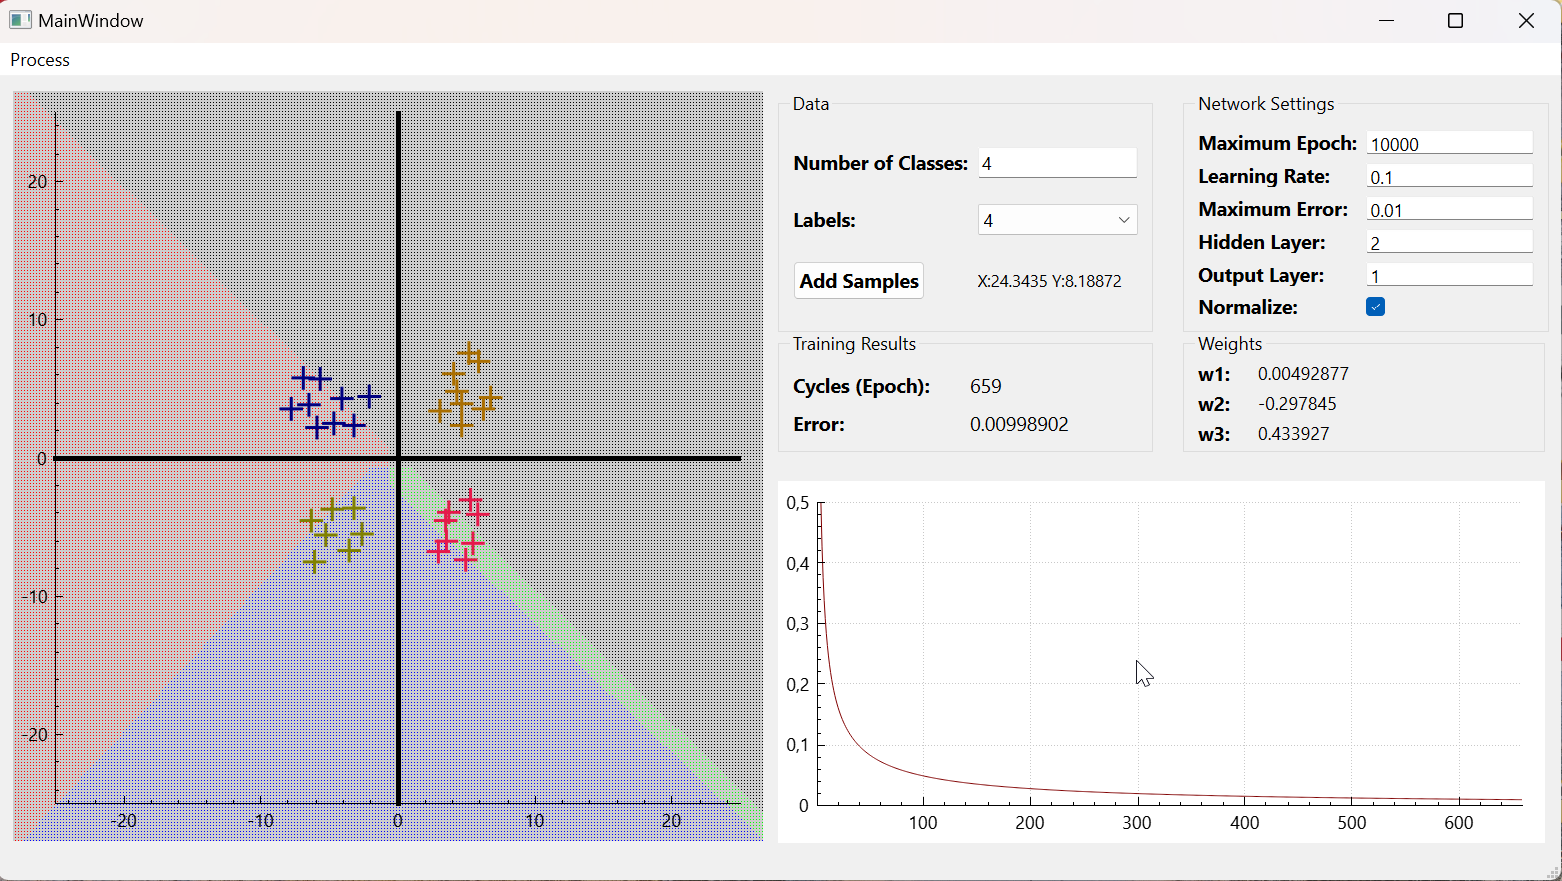 MainWindow
Process
20
10
0
-10
-20
-20
-10
0
10
20
Data
Number of Classes: 4
Labels: 4
Add Samples X:24.3435 Y:8.18872
Training Results
Cycles (Epoch): 659
Error: 0.00998902
Network Settings
Maximum Epoch: 10000
Learning Rate: 0.1
Maximum Error: 0.01
Hidden Layer: 2
Output Layer: 1
Normalize:
Weights
w1: 0.00492877
w2: -0.297845
w3: 0.433927
0,5
0,4
0,3
0,2
0,1
0
100 200 300 400 500 600